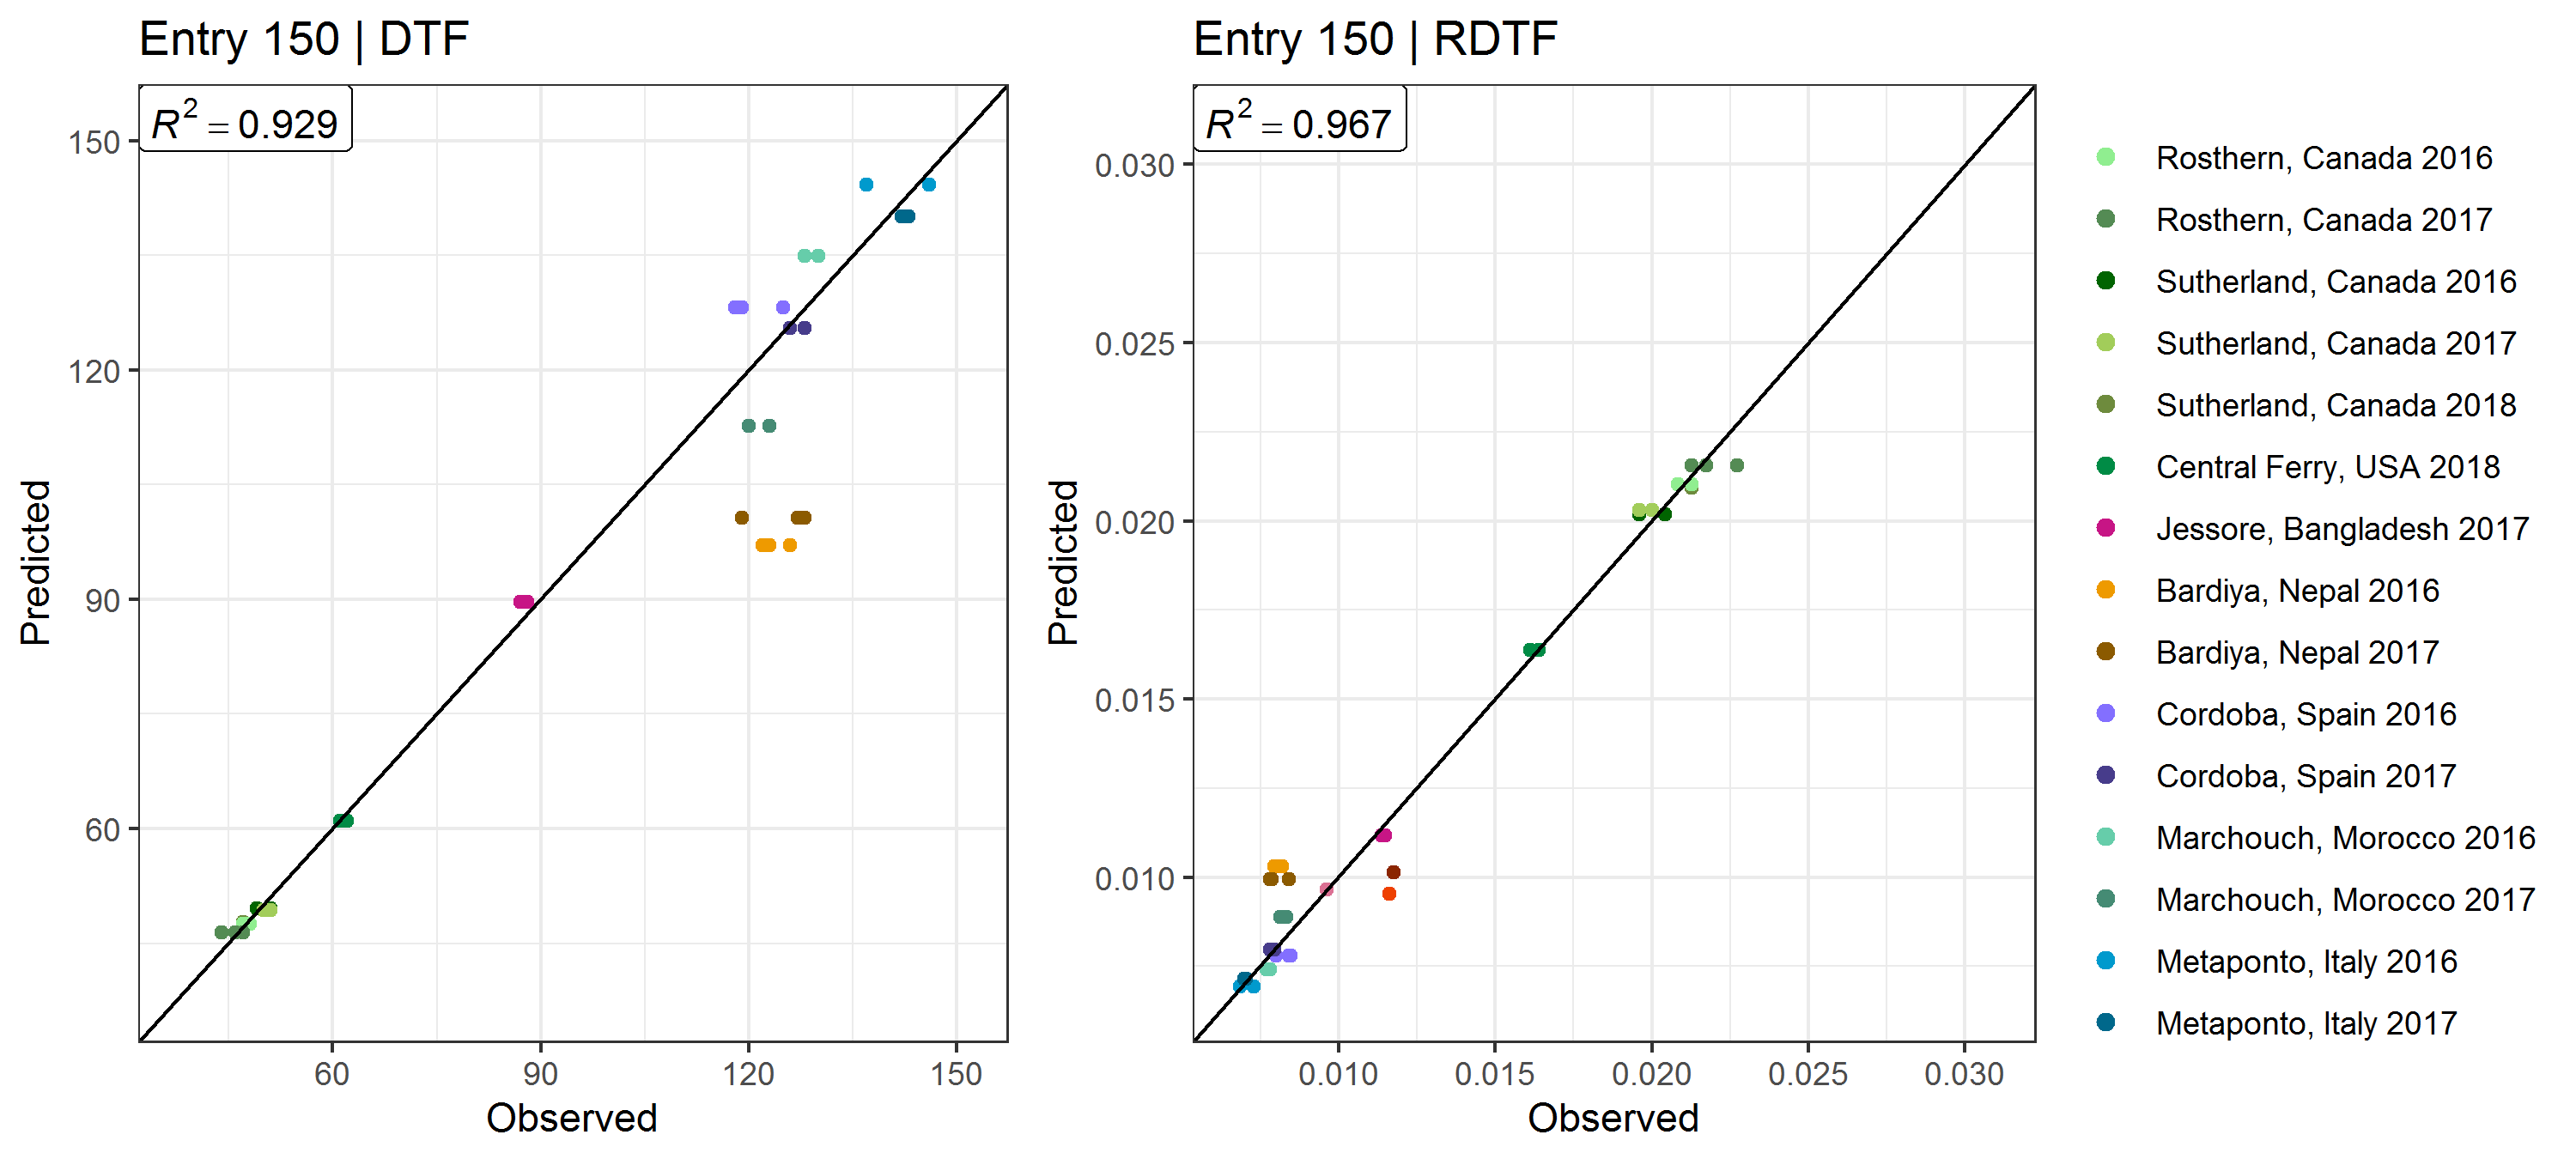 Entry 150 | DTF
R² = 0.929
150
120
90
60
60 90 120 150
Observed
Predicted
Entry 150 | RDTF
R² = 0.967
0.030
0.025
0.020
0.015
0.010
0.010 0.015 0.020 0.025 0.030
Observed
Predicted
Rosthern, Canada 2016
Rosthern, Canada 2017
Sutherland, Canada 2016
Sutherland, Canada 2017
Sutherland, Canada 2018
Central Ferry, USA 2018
Jessore, Bangladesh 2017
Bardiya, Nepal 2016
Bardiya, Nepal 2017
Cordoba, Spain 2016
Cordoba, Spain 2017
Marchouch, Morocco 2016
Marchouch, Morocco 2017
Metaponto, Italy 2016
Metaponto, Italy 2017